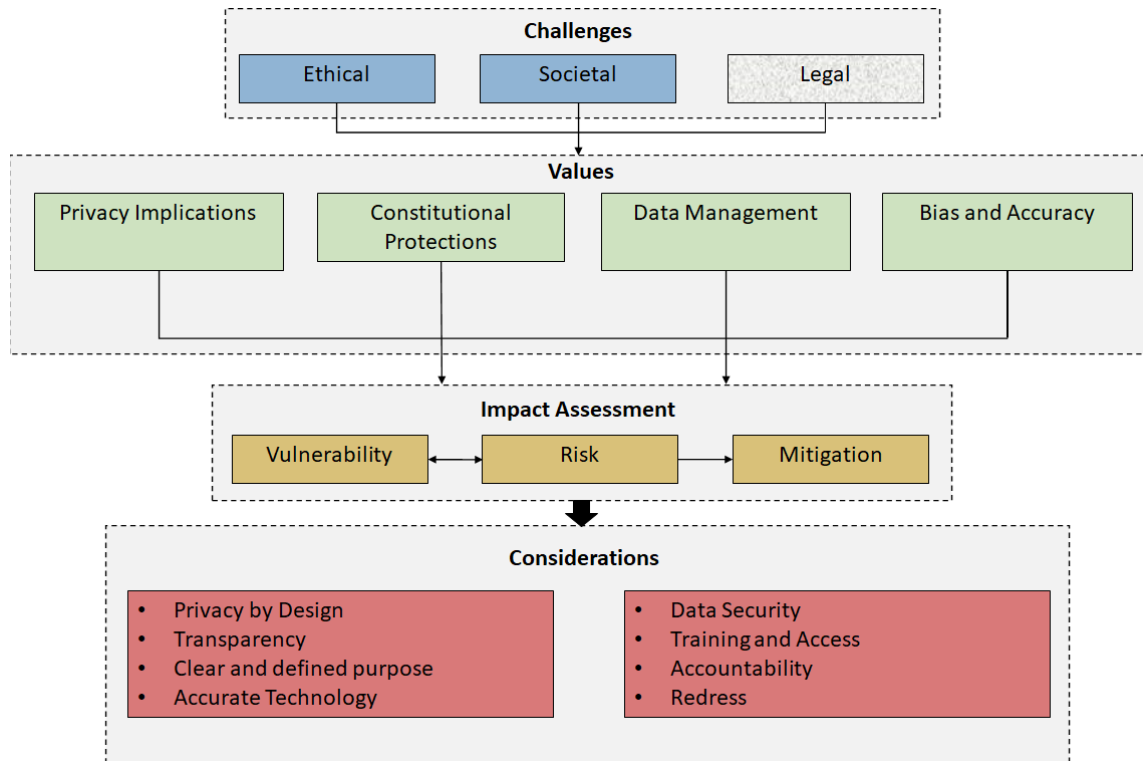 Challenges
Ethical
Societal
Legal
Values
Privacy Implications
Constitutional
Protections
Data Management
Bias and Accuracy
Impact Assessment
Vulnerability
Risk
Mitigation
Considerations
• Privacy by Design
• Transparency
• Clear and defined purpose
• Accurate Technology
• Data Security
• Training and Access
• Accountability
• Redress